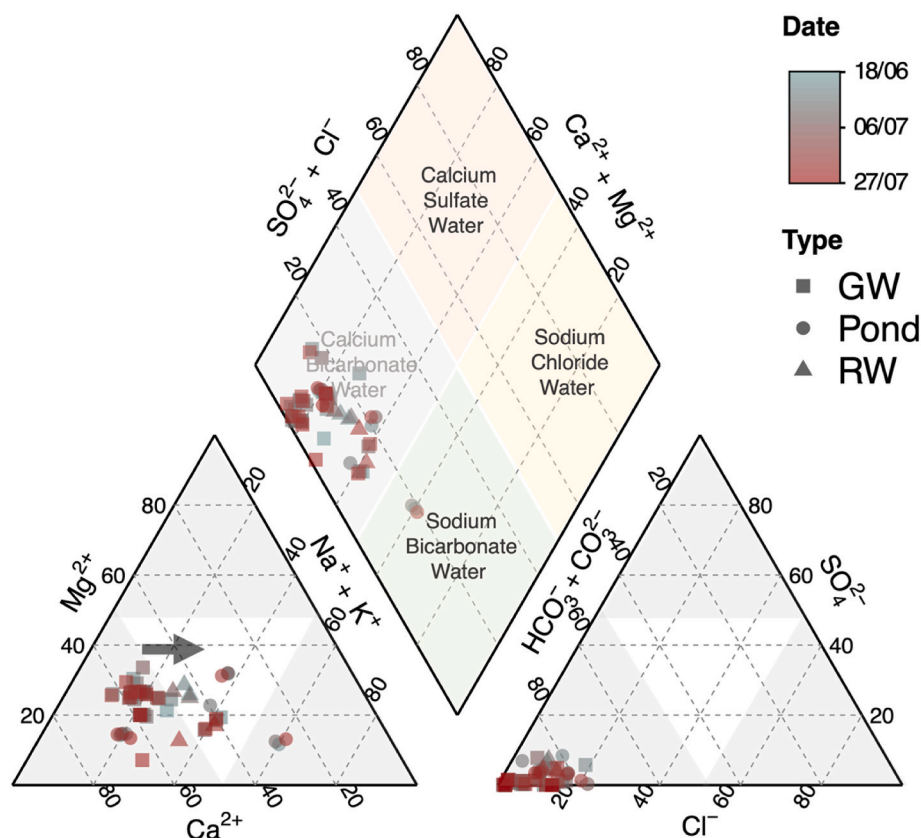 Date
18/06
06/07
27/07
Type
GW
Pond
RW
80
80
60
60
40
40
20
20
SO₄²⁻ + Cl⁻
Ca²⁺ + Mg²⁺
Calcium
Sulfate
Water
Calcium
Bicarbonate
Water
Sodium
Chloride
Water
Sodium
Bicarbonate
Water
Mg²⁺
80
60
40
20
Na⁺ + K⁺
20
40
60
80
Ca²⁺
80
60
40
20
HCO₃⁻ + CO₃²⁻
20
40
60
80
SO₄²⁻
80
60
40
20
Cl⁻
20
40
60
80